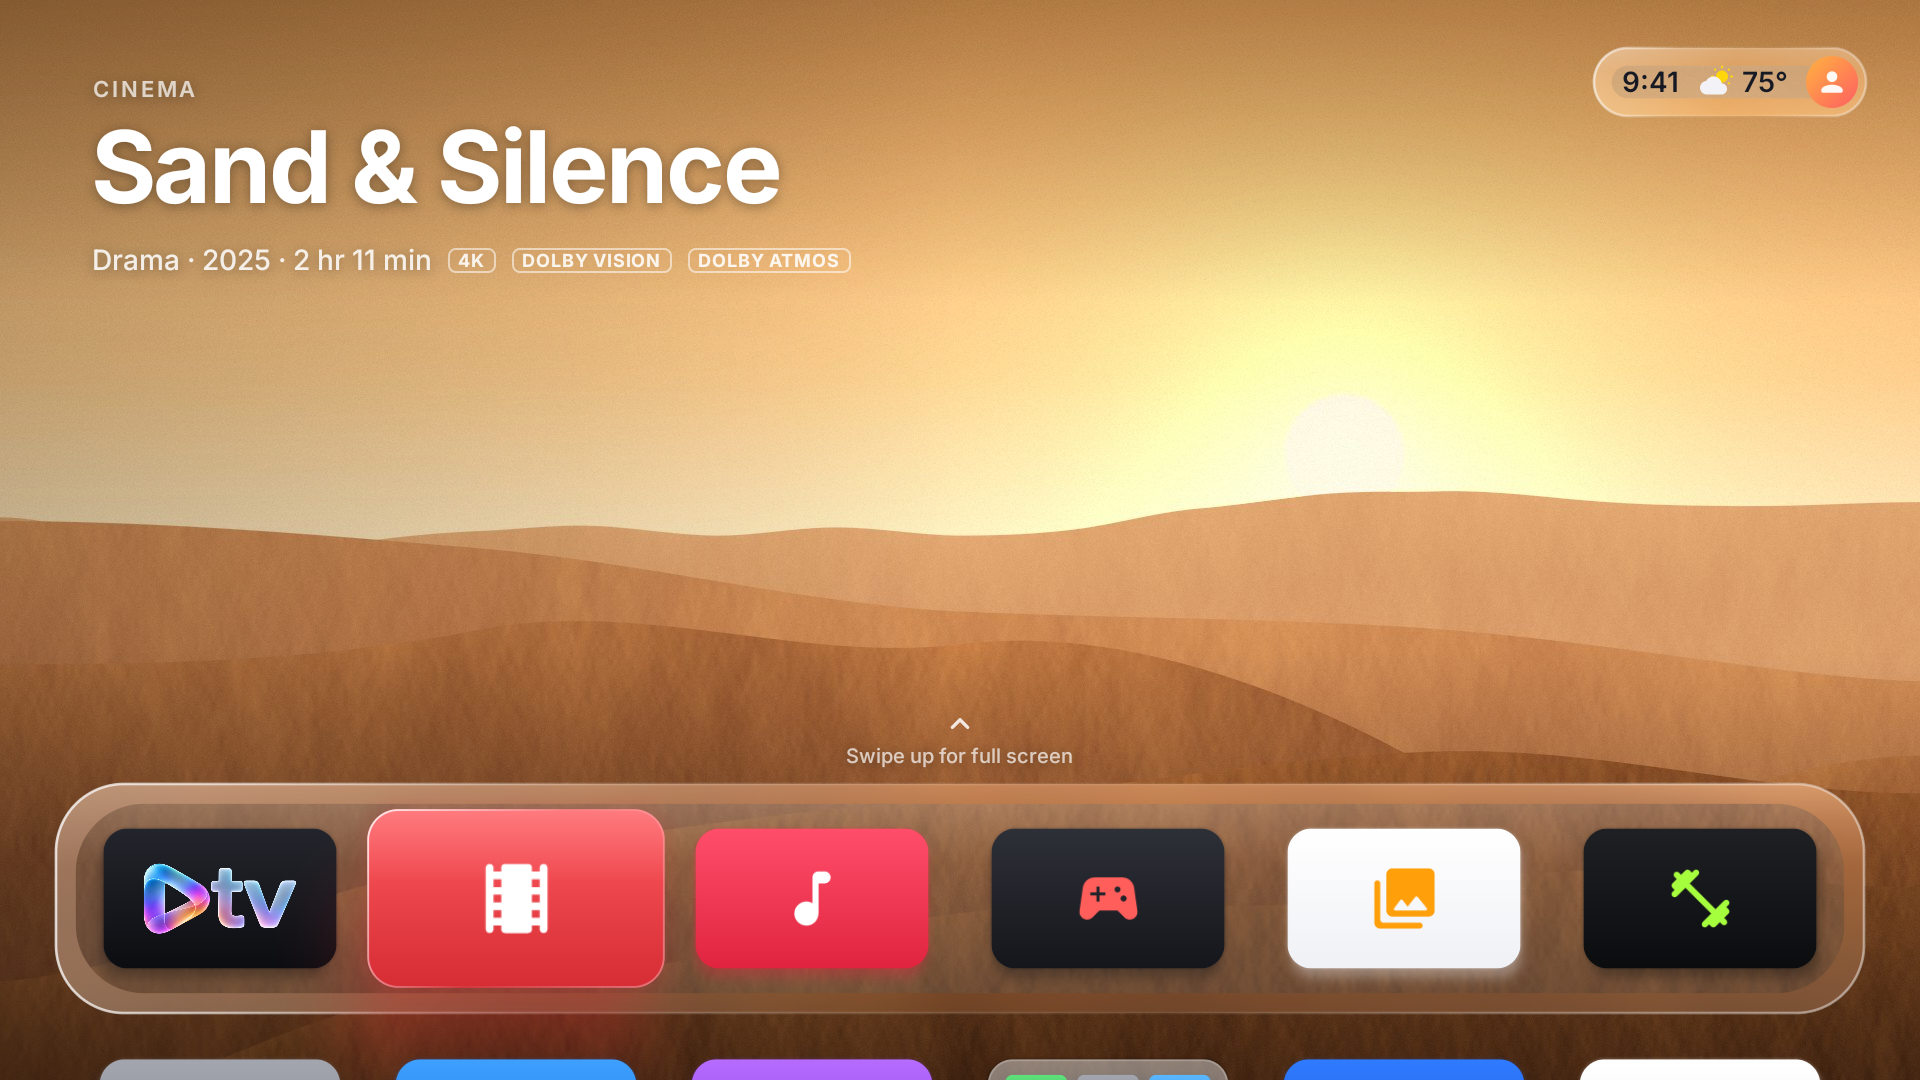 CINEMA
9:41 75°
Sand & Silence
Drama · 2025 · 2 hr 11 min 4K DOLBY VISION DOLBY ATMOS
Swipe up for full screen
tv